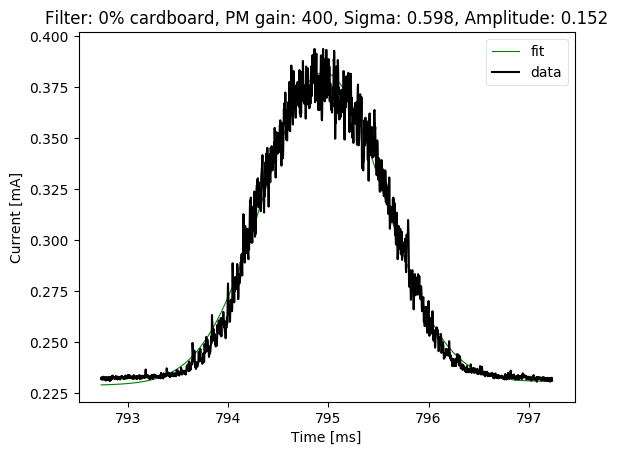 Filter: 0% cardboard, PM gain: 400, Sigma: 0.598, Amplitude: 0.152
fit
data
0.400
0.375
0.350
0.325
0.300
0.275
0.250
0.225
Current [mA]
793
794
795
796
797
Time [ms]